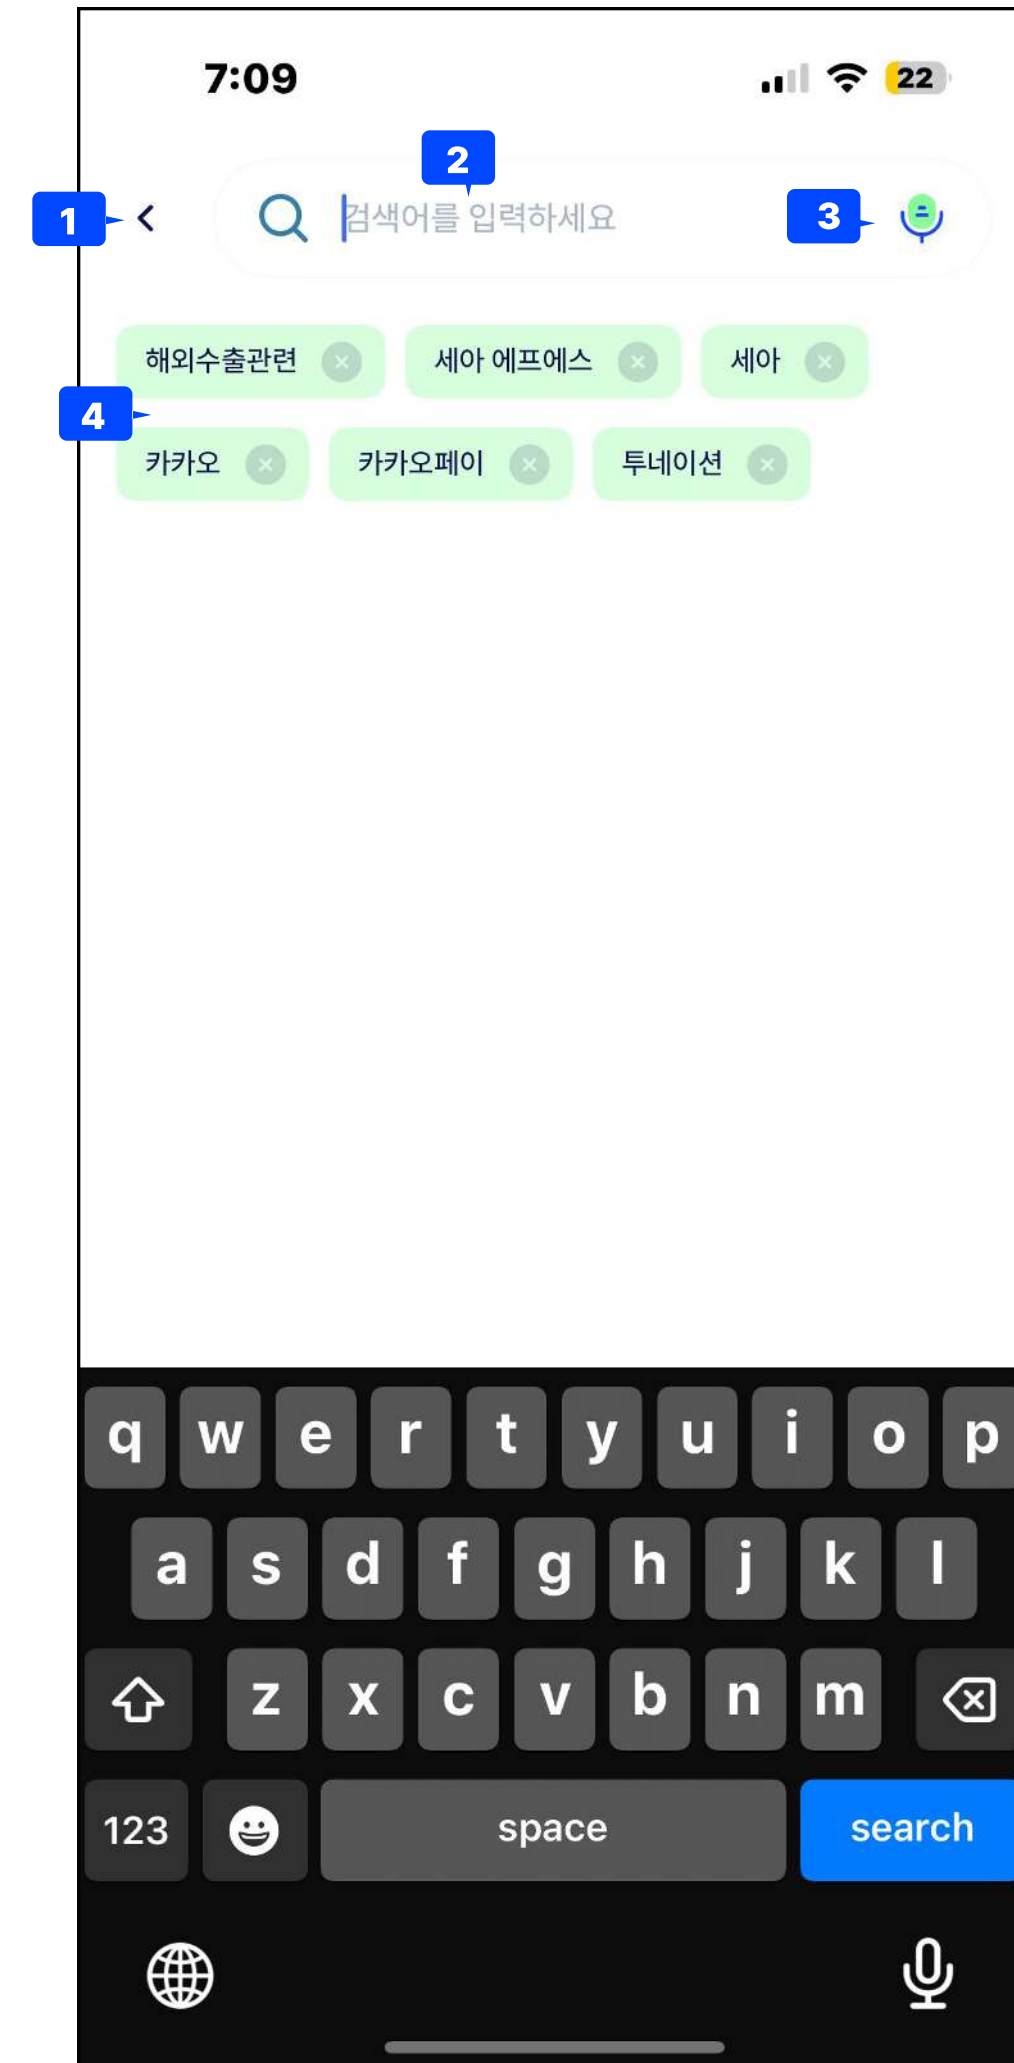 7:09 22
2
1 검색어를 입력하세요 3
해외수출관련 세아 에프에스 세아
4
카카오 카카오페이 투네이션
q w e r t y u i o p
a s d f g h j k l
z x c v b n m
123 space search